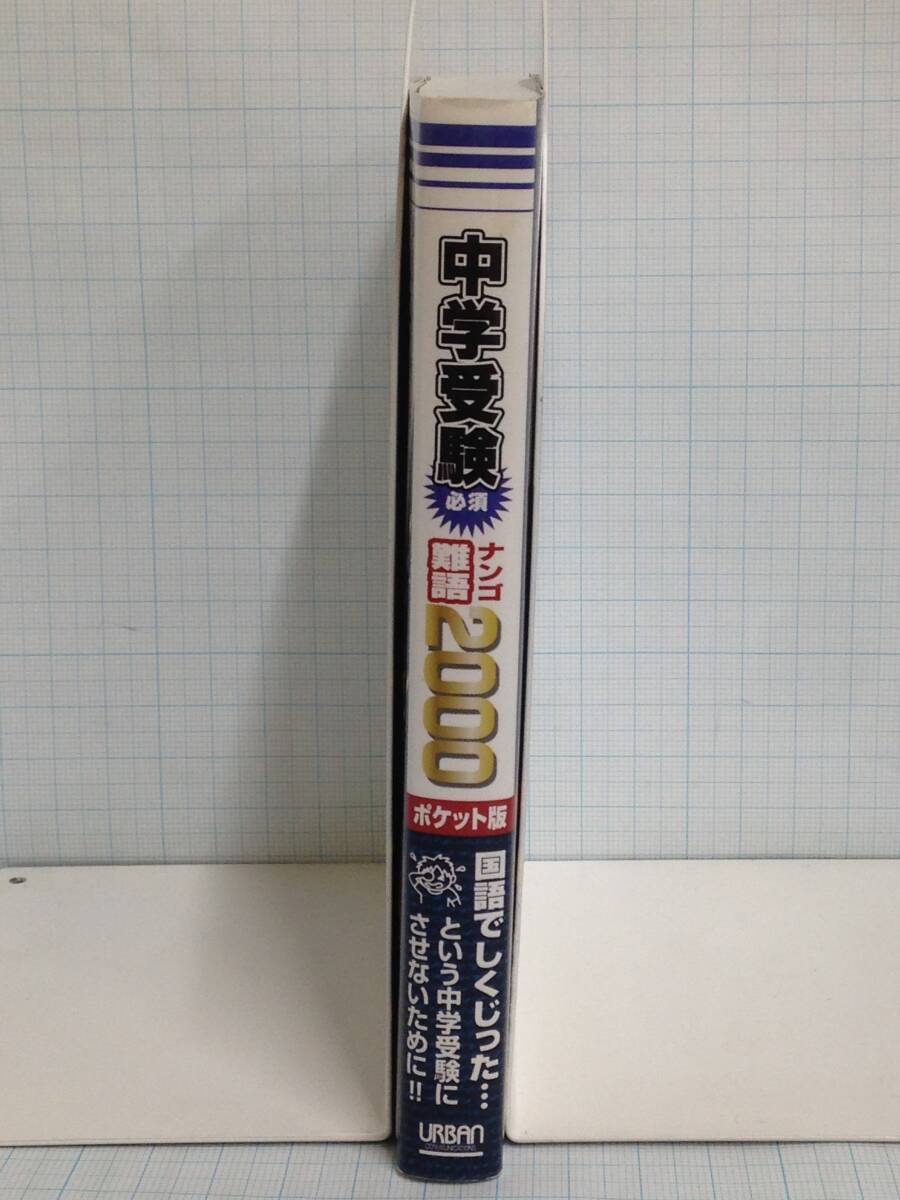 中学受験
必須
ナンゴ
難語
2000
ポケット版
国語でしくじった…
という中学受験に
させないために!!
URBAN